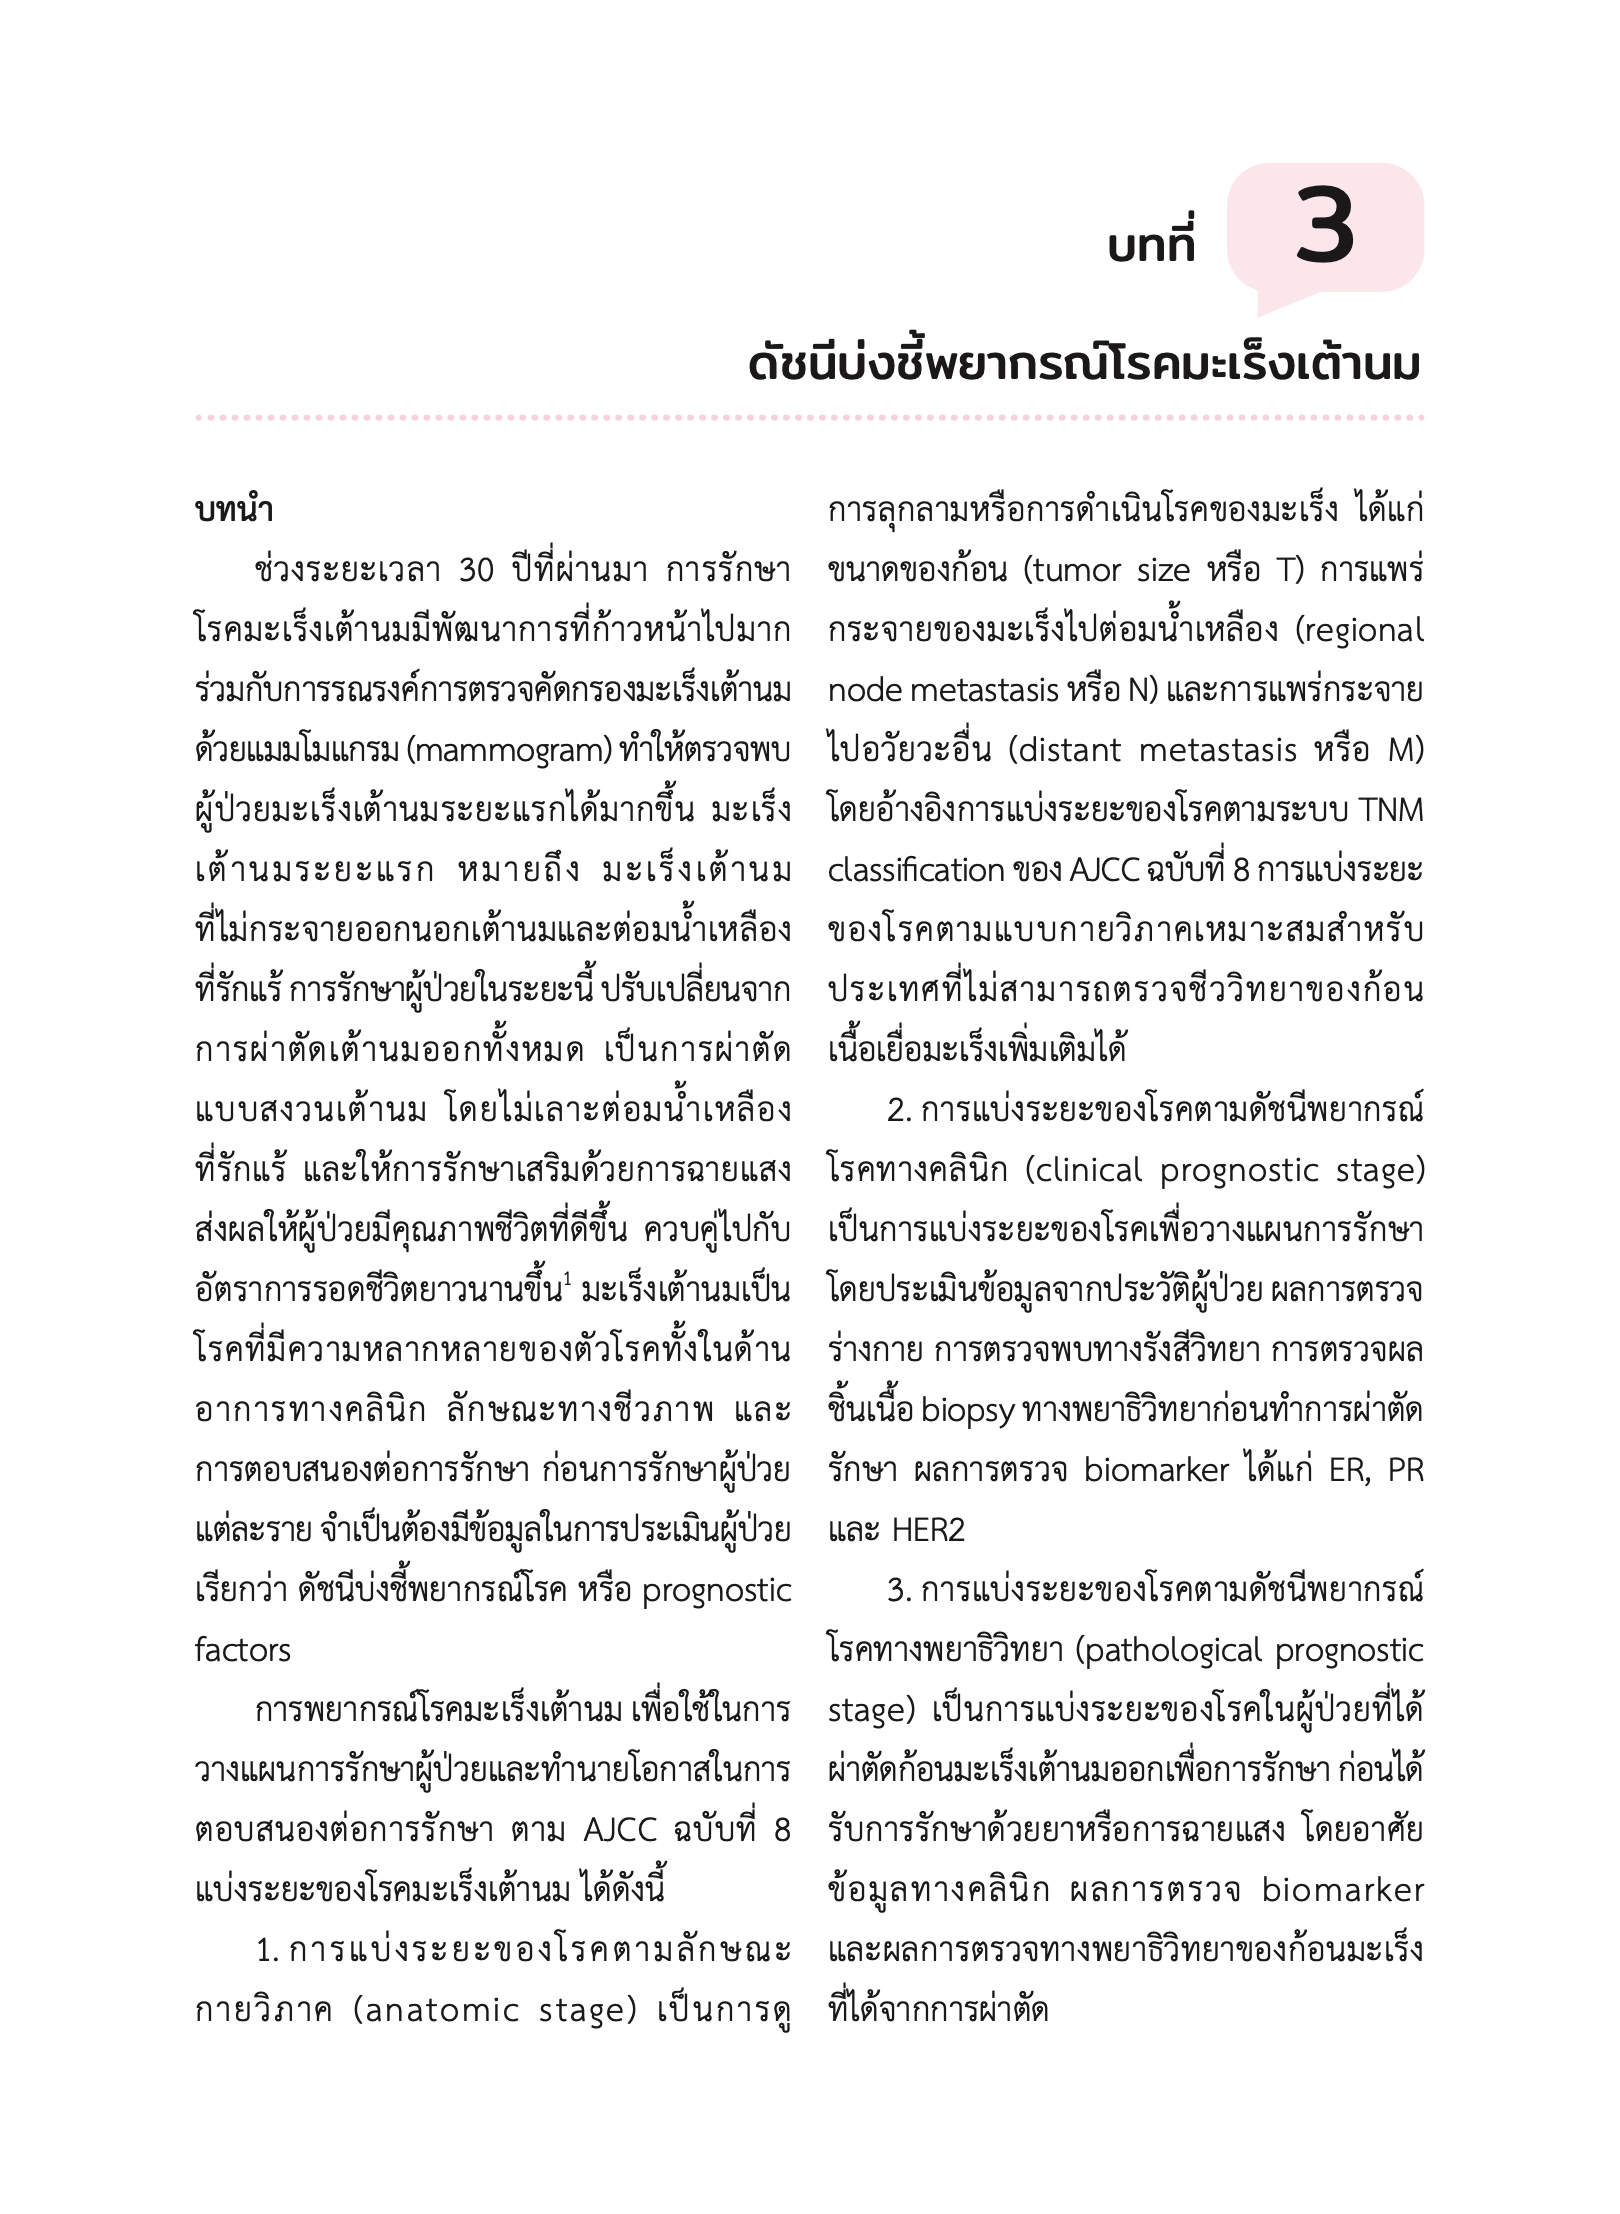 บทที่ 3
ดัชนีบ่งชี้พยากรณ์โรคมะเร็งเต้านม
บทนำ
ช่วงระยะเวลา 30 ปีที่ผ่านมา การรักษา
โรคมะเร็งเต้านมมีพัฒนาการที่ก้าวหน้าไปมาก
ร่วมกับการรณรงค์การตรวจคัดกรองมะเร็งเต้านม
ด้วยแมมโมแกรม (mammogram) ทำให้ตรวจพบ
ผู้ป่วยมะเร็งเต้านมระยะแรกได้มากขึ้น มะเร็ง
เต้านมระยะแรก หมายถึง มะเร็งเต้านม
ที่ไม่กระจายออกนอกเต้านมและต่อมน้ำเหลือง
ที่รักแร้ การรักษาผู้ป่วยในระยะนี้ ปรับเปลี่ยนจาก
การผ่าตัดเต้านมออกทั้งหมด เป็นการผ่าตัด
แบบสงวนเต้านม โดยไม่เลาะต่อมน้ำเหลือง
ที่รักแร้ และให้การรักษาเสริมด้วยการฉายแสง
ส่งผลให้ผู้ป่วยมีคุณภาพชีวิตที่ดีขึ้น ควบคู่ไปกับ
อัตราการรอดชีวิตยาวนานขึ้น1 มะเร็งเต้านมเป็น
โรคที่มีความหลากหลายของตัวโรคทั้งในด้าน
อาการทางคลินิก ลักษณะทางชีวภาพ และ
การตอบสนองต่อการรักษา ก่อนการรักษาผู้ป่วย
แต่ละราย จำเป็นต้องมีข้อมูลในการประเมินผู้ป่วย
เรียกว่า ดัชนีบ่งชี้พยากรณ์โรค หรือ prognostic
factors
การพยากรณ์โรคมะเร็งเต้านม เพื่อใช้ในการ
วางแผนการรักษาผู้ป่วยและทำนายโอกาสในการ
ตอบสนองต่อการรักษา ตาม AJCC ฉบับที่ 8
แบ่งระยะของโรคมะเร็งเต้านม ได้ดังนี้
1. การแบ่งระยะของโรคตามลักษณะ
กายวิภาค (anatomic stage) เป็นการดู
การลุกลามหรือการดำเนินโรคของมะเร็ง ได้แก่
ขนาดของก้อน (tumor size หรือ T) การแพร่
กระจายของมะเร็งไปต่อมน้ำเหลือง (regional
node metastasis หรือ N) และการแพร่กระจาย
ไปอวัยวะอื่น (distant metastasis หรือ M)
โดยอ้างอิงการแบ่งระยะของโรคตามระบบ TNM
classification ของ AJCC ฉบับที่ 8 การแบ่งระยะ
ของโรคตามแบบกายวิภาคเหมาะสมสำหรับ
ประเทศที่ไม่สามารถตรวจชีววิทยาของก้อน
เนื้อเยื่อมะเร็งเพิ่มเติมได้
2. การแบ่งระยะของโรคตามดัชนีพยากรณ์
โรคทางคลินิก (clinical prognostic stage)
เป็นการแบ่งระยะของโรคเพื่อวางแผนการรักษา
โดยประเมินข้อมูลจากประวัติผู้ป่วย ผลการตรวจ
ร่างกาย การตรวจพบทางรังสีวิทยา การตรวจผล
ชิ้นเนื้อ biopsy ทางพยาธิวิทยาก่อนทำการผ่าตัด
รักษา ผลการตรวจ biomarker ได้แก่ ER, PR
และ HER2
3. การแบ่งระยะของโรคตามดัชนีพยากรณ์
โรคทางพยาธิวิทยา (pathological prognostic
stage) เป็นการแบ่งระยะของโรคในผู้ป่วยที่ได้
ผ่าตัดก้อนมะเร็งเต้านมออกเพื่อการรักษา ก่อนได้
รับการรักษาด้วยยาหรือการฉายแสง โดยอาศัย
ข้อมูลทางคลินิก ผลการตรวจ biomarker
และผลการตรวจทางพยาธิวิทยาของก้อนมะเร็ง
ที่ได้จากการผ่าตัด